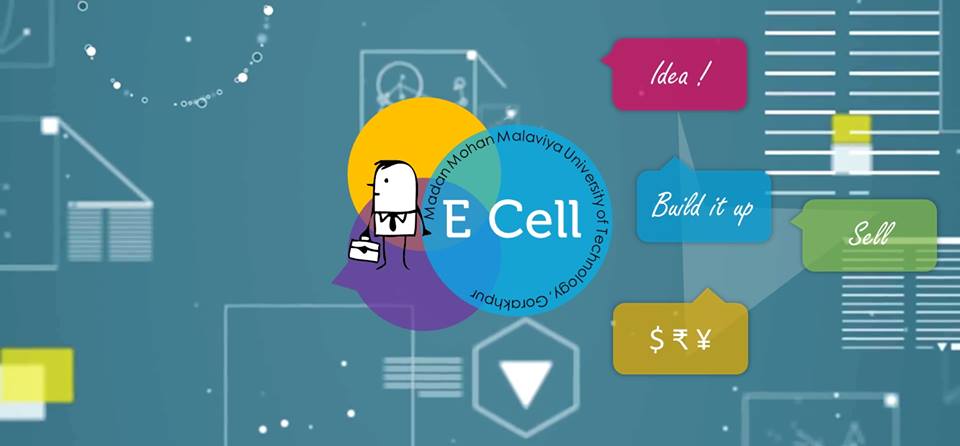 Idea !
Madan Mohan Malaviya University of Technology, Gorakhpur
E Cell
Build it up
Sell
$ ₹ ¥